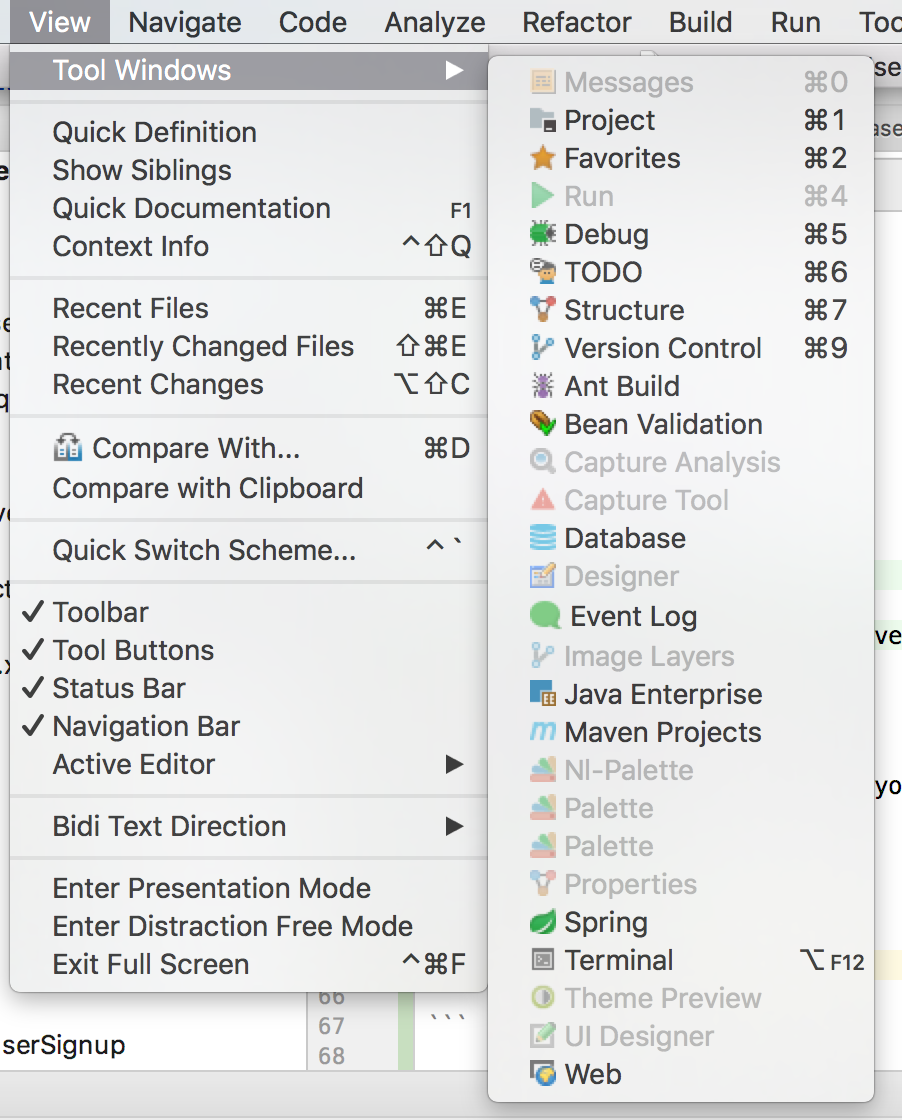 View Navigate Code Analyze Refactor Build Run
Tool Windows ▶
Quick Definition
Show Siblings
Quick Documentation F1
Context Info ^⇧Q
Recent Files ⌘E
Recently Changed Files ⇧⌘E
Recent Changes ⌥⇧C
Compare With... ⌘D
Compare with Clipboard
Quick Switch Scheme... ^`
✓ Toolbar
✓ Tool Buttons
✓ Status Bar
✓ Navigation Bar
Active Editor ▶
Bidi Text Direction ▶
Enter Presentation Mode
Enter Distraction Free Mode
Exit Full Screen ^⌘F
Messages ⌘0
Project ⌘1
Favorites ⌘2
Run ⌘4
Debug ⌘5
TODO ⌘6
Structure ⌘7
Version Control ⌘9
Ant Build
Bean Validation
Capture Analysis
Capture Tool
Database
Designer
Event Log
Image Layers
Java Enterprise
Maven Projects
Nl-Palette
Palette
Palette
Properties
Spring
Terminal ⌥F12
Theme Preview
UI Designer
Web
66
67 ```
68
serSignup